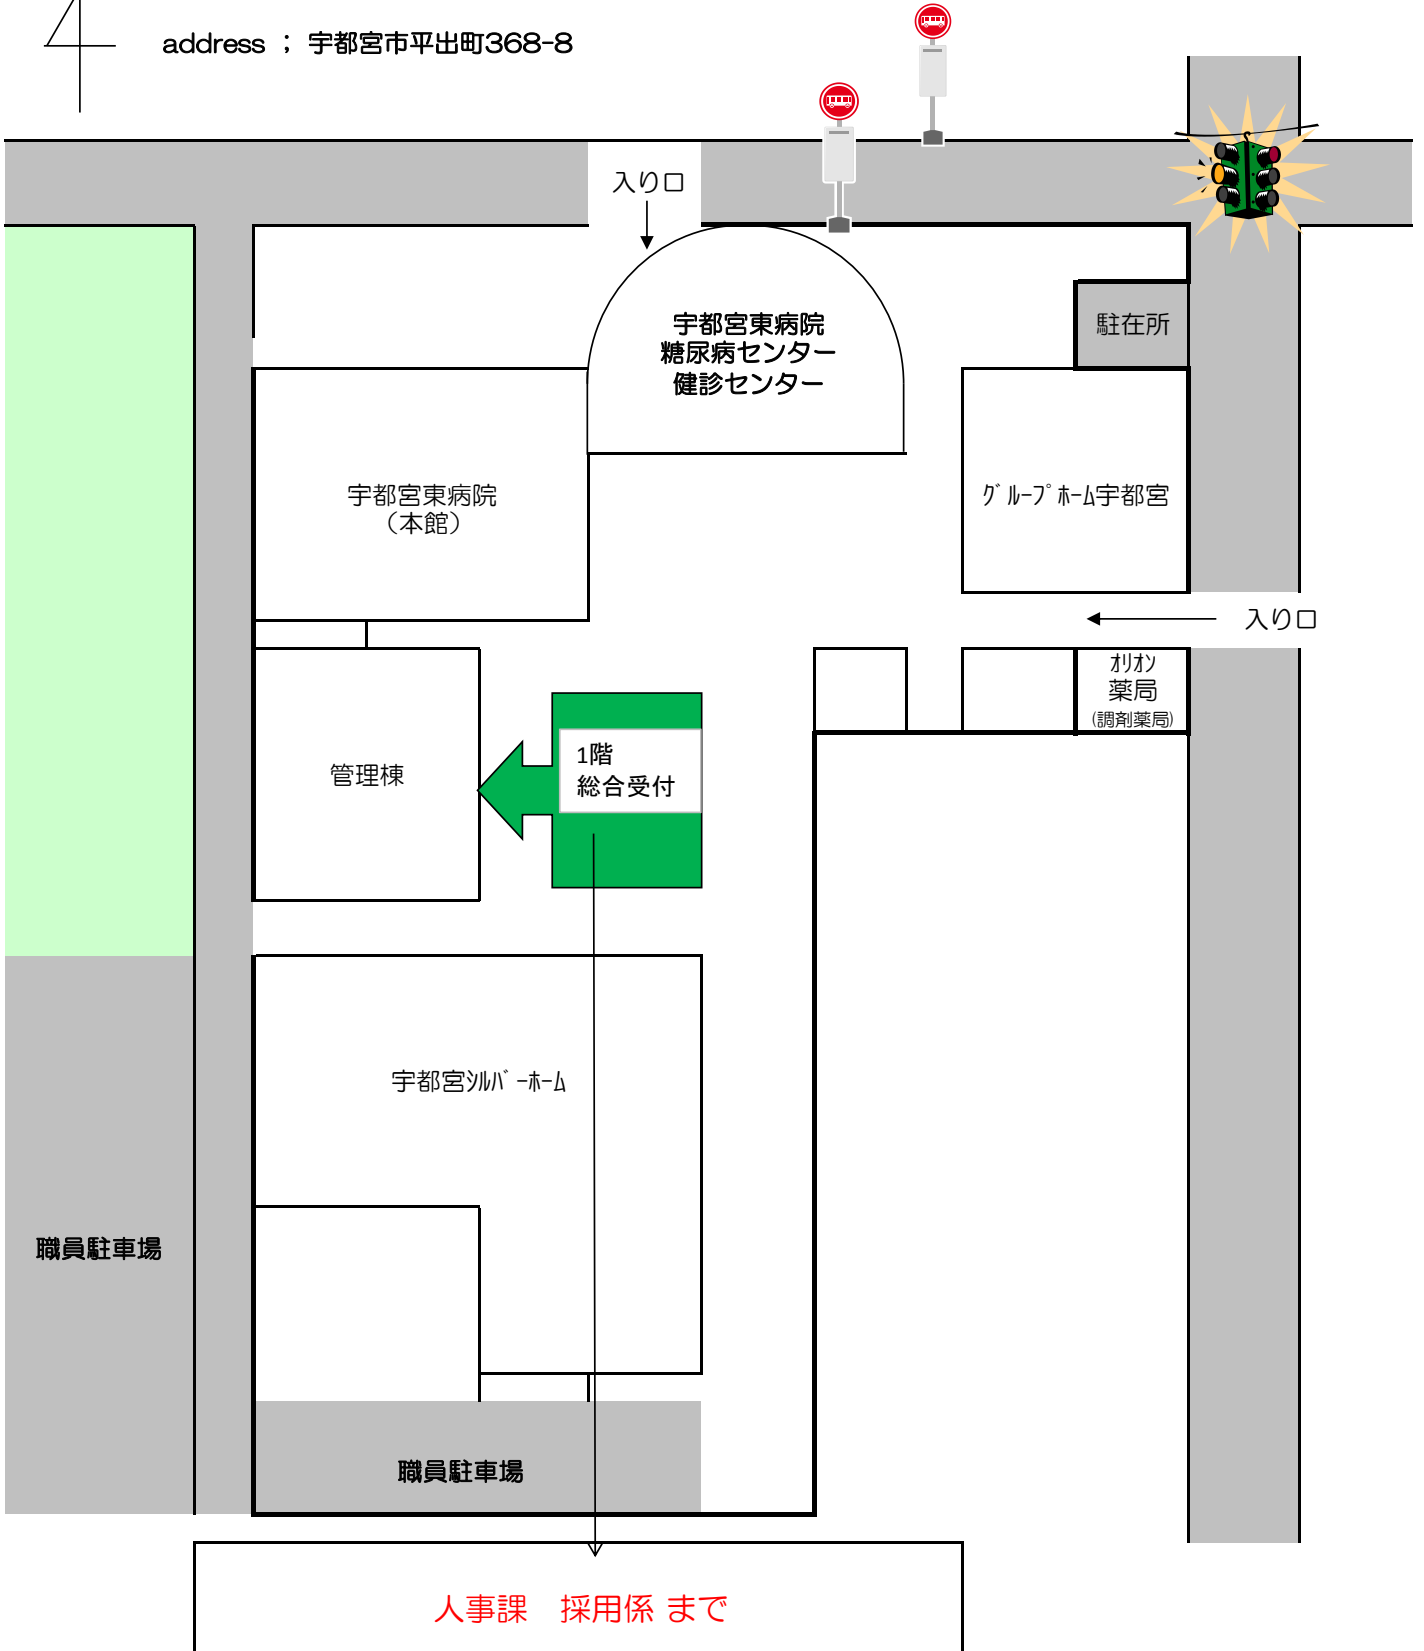 address ； 宇都宮市平出町368-8
入り口
宇都宮東病院
糖尿病センター
健診センター
駐在所
宇都宮東病院
（本館）
ｸﾞﾙｰﾌﾟﾎｰﾑ宇都宮
入り口
ｵﾘｵﾝ
薬局
(調剤薬局)
管理棟
1階
総合受付
宇都宮ｼﾙﾊﾞｰﾎｰﾑ
職員駐車場
職員駐車場
人事課　採用係 まで